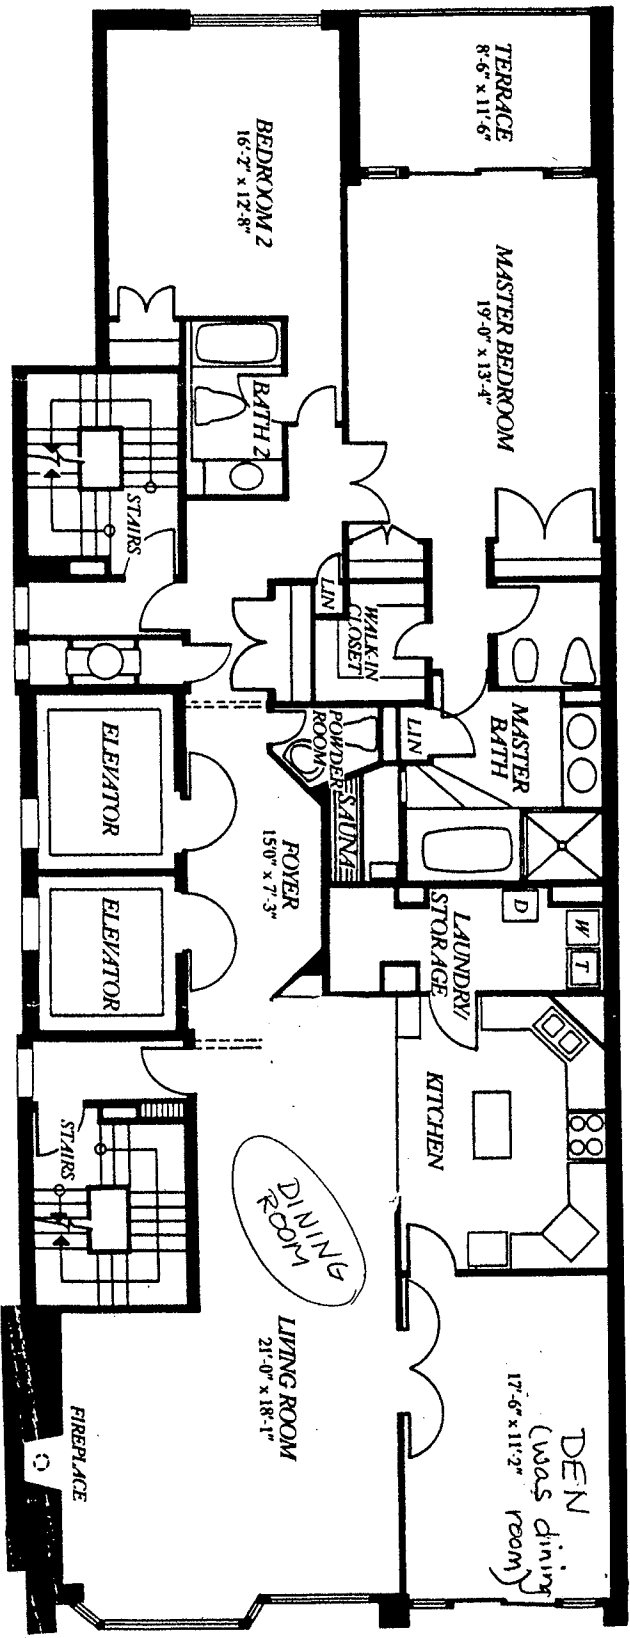 TERRACE
8'-6" x 11'-6"
BEDROOM 2
16'-2" x 12'-8"
MASTER BEDROOM
19'-0" x 13'-4"
BATH 2
STAIRS
LIN
WALK-IN
CLOSET
MASTER
BATH
LIN
POWDER
ROOM
SAUNA
ELEVATOR
FOYER
15'0" x 7'-3"
ELEVATOR
LAUNDRY/
STORAGE
D
W
T
KITCHEN
STAIRS
DINING
ROOM
LIVING ROOM
21'-0" x 18'-1"
FIREPLACE
DEN
(was dining
room)
17'-6" x 11'-2"